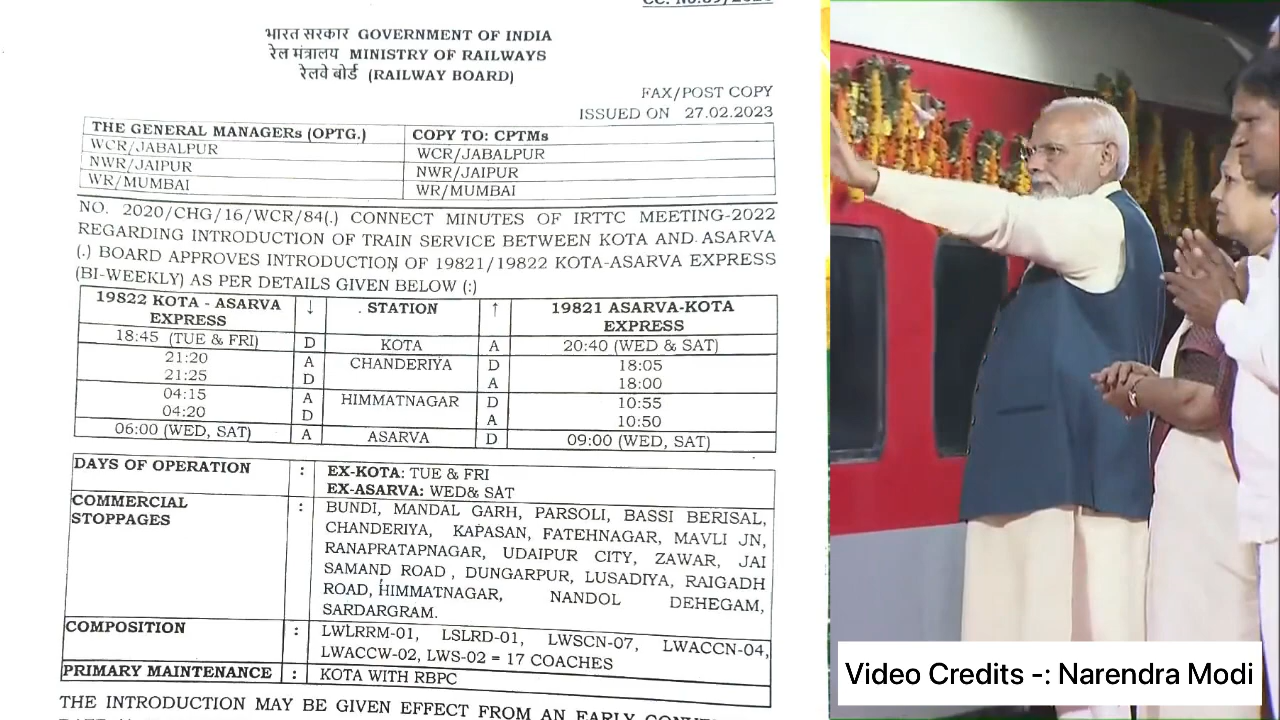 भारत सरकार GOVERNMENT OF INDIA
रेल मंत्रालय MINISTRY OF RAILWAYS
रेलवे बोर्ड (RAILWAY BOARD)
FAX/POST COPY
ISSUED ON 27.02.2023
THE GENERAL MANAGERs (OPTG.) COPY TO: CPTMs
WCR/JABALPUR WCR/JABALPUR
NWR/JAIPUR NWR/JAIPUR
WR/MUMBAI WR/MUMBAI
NO. 2020/CHG/16/WCR/84(.) CONNECT MINUTES OF IRTTC MEETING-2022
REGARDING INTRODUCTION OF TRAIN SERVICE BETWEEN KOTA AND ASARVA
(.) BOARD APPROVES INTRODUCTION OF 19821/19822 KOTA-ASARVA EXPRESS
(BI-WEEKLY) AS PER DETAILS GIVEN BELOW (:)
19822 KOTA - ASARVA ↓ STATION ↑ 19821 ASARVA-KOTA
EXPRESS EXPRESS
18:45 (TUE & FRI) D KOTA A 20:40 (WED & SAT)
21:20 A CHANDERIYA D 18:05
21:25 D A 18:00
04:15 A HIMMATNAGAR D 10:55
04:20 D A 10:50
06:00 (WED, SAT) A ASARVA D 09:00 (WED, SAT)
DAYS OF OPERATION : EX-KOTA: TUE & FRI
EX-ASARVA: WED& SAT
COMMERCIAL : BUNDI, MANDAL GARH, PARSOLI, BASSI BERISAL,
STOPPAGES CHANDERIYA, KAPASAN, FATEHNAGAR, MAVLI JN,
RANAPRATAPNAGAR, UDAIPUR CITY, ZAWAR, JAI
SAMAND ROAD , DUNGARPUR, LUSADIYA, RAIGADH
ROAD, HIMMATNAGAR, NANDOL DEHEGAM,
SARDARGRAM.
COMPOSITION : LWLRRM-01, LSLRD-01, LWSCN-07, LWACCN-04,
LWACCW-02, LWS-02 = 17 COACHES
PRIMARY MAINTENANCE : KOTA WITH RBPC
THE INTRODUCTION MAY BE GIVEN EFFECT FROM AN EARLY
Video Credits -: Narendra Modi